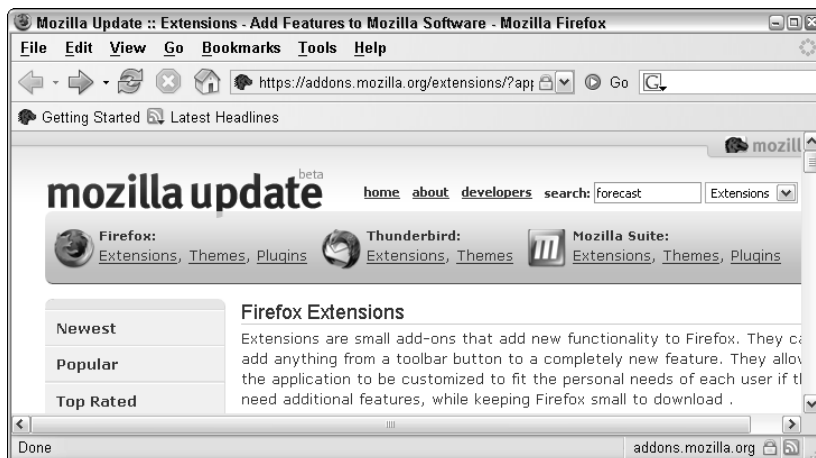 Mozilla Update :: Extensions - Add Features to Mozilla Software - Mozilla Firefox
File Edit View Go Bookmarks Tools Help
https://addons.mozilla.org/extensions/?app Go G
Getting Started Latest Headlines
mozill
mozilla update beta
home about developers search: forecast Extensions
Firefox: Thunderbird: Mozilla Suite:
Extensions, Themes, Plugins Extensions, Themes Extensions, Themes, Plugins
Newest
Popular
Top Rated
Firefox Extensions
Extensions are small add-ons that add new functionality to Firefox. They ca
add anything from a toolbar button to a completely new feature. They allow
the application to be customized to fit the personal needs of each user if th
need additional features, while keeping Firefox small to download .
Done addons.mozilla.org